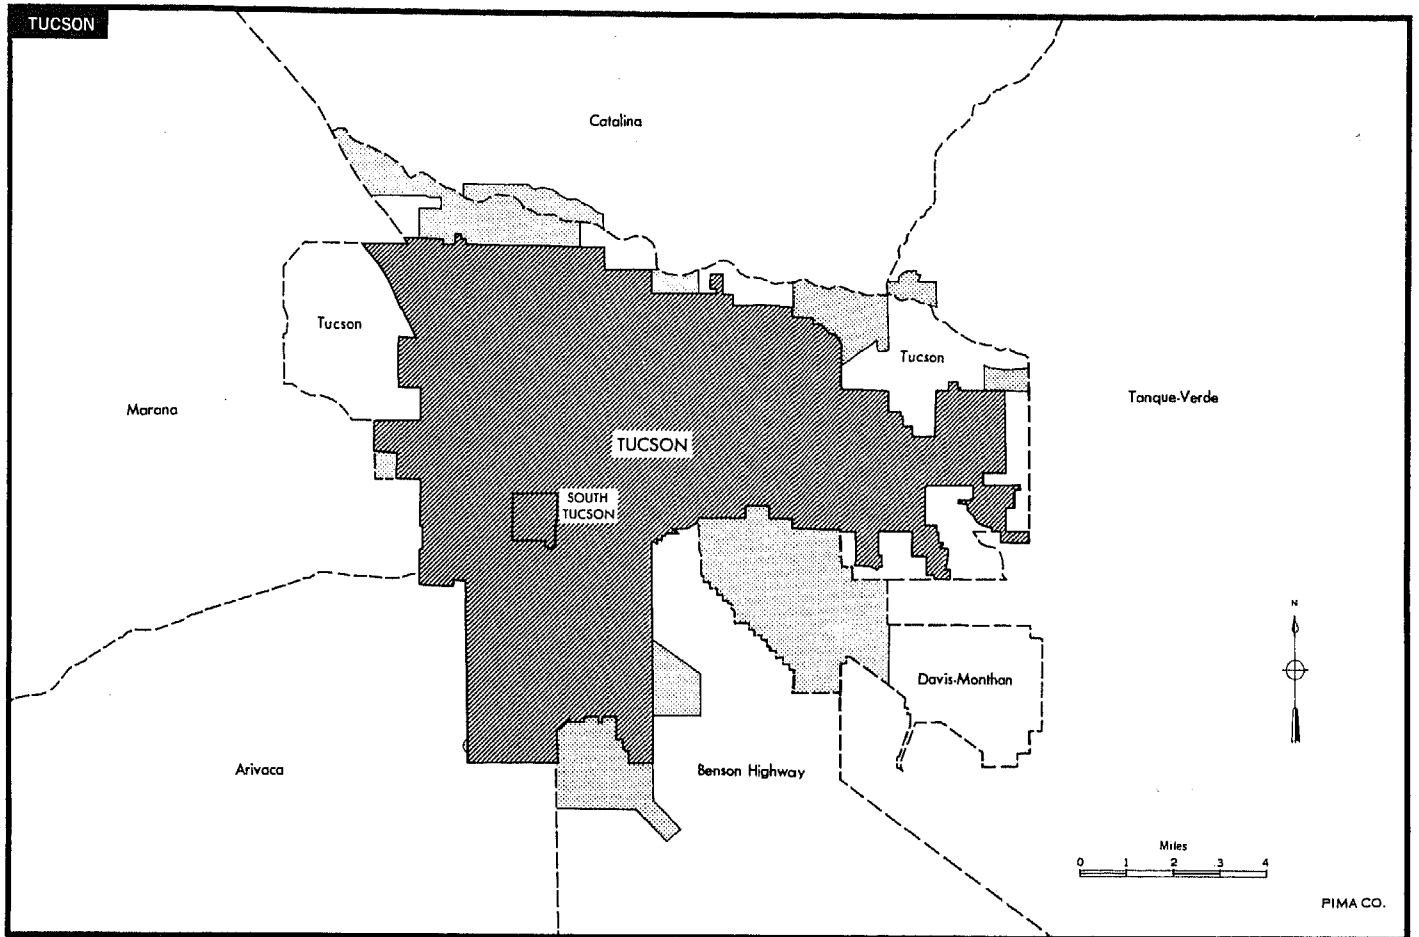 TUCSON
Catalina
Tucson
Tucson
Marana
Tanque-Verde
TUCSON
SOUTH
TUCSON
N
Davis-Monthan
Arivaca
Benson Highway
Miles
0 1 2 3 4
PIMA CO.